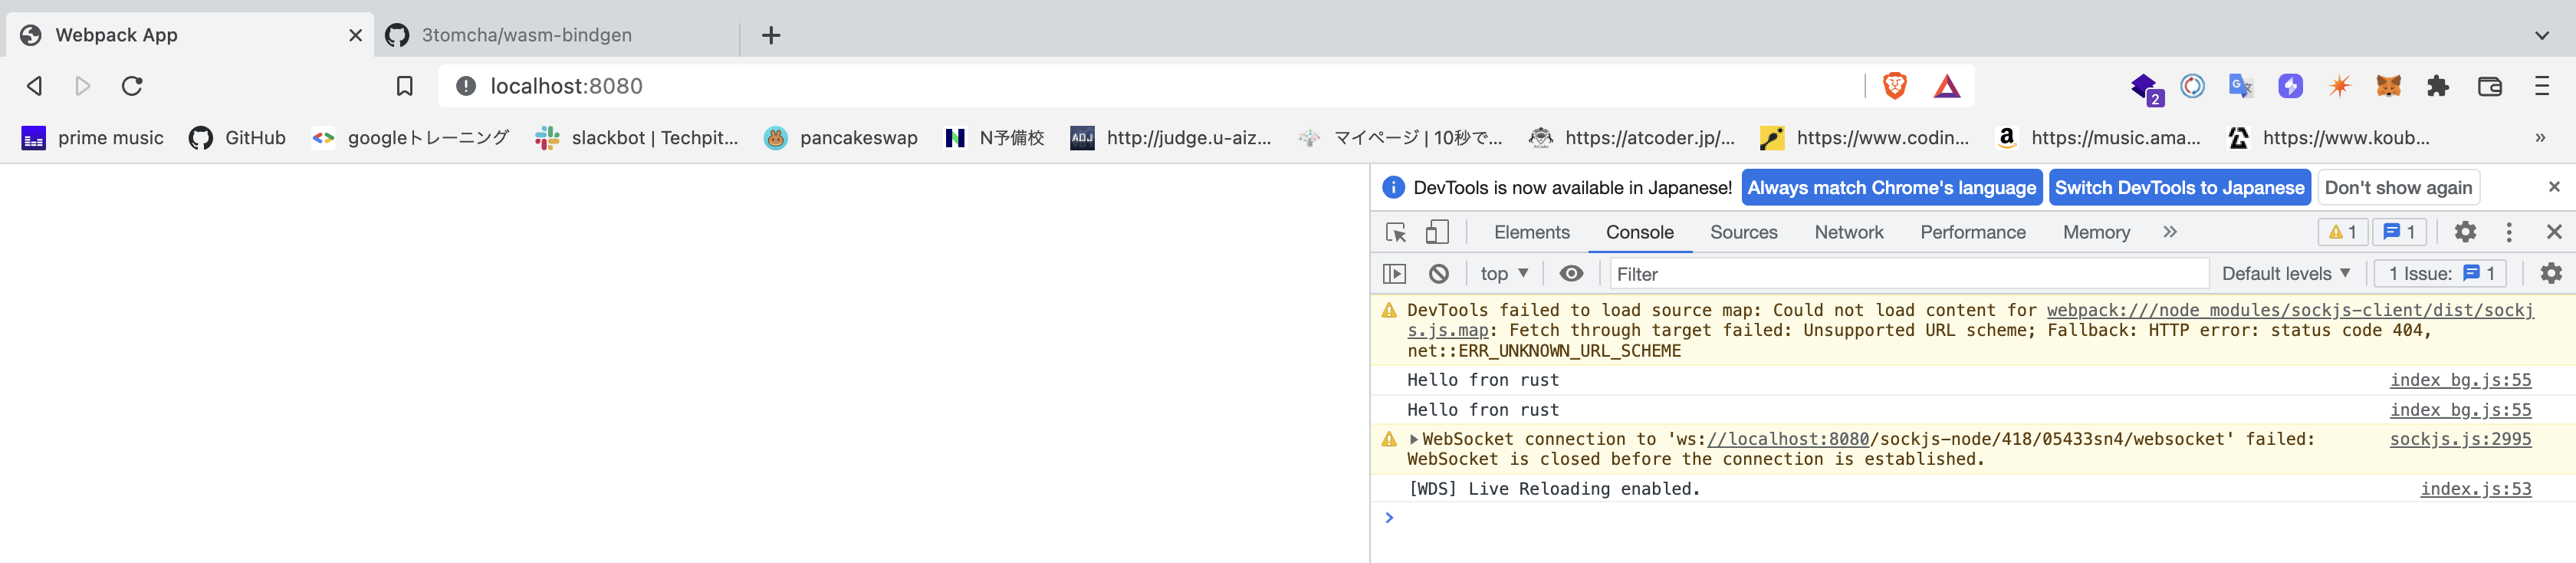 Webpack App
3tomcha/wasm-bindgen
localhost:8080
2
prime music
GitHub
googleトレーニング
slackbot | Techpit...
pancakeswap
N予備校
AOJ
http://judge.u-aiz...
マイページ | 10秒で...
https://atcoder.jp/...
https://www.codin...
https://music.ama...
https://www.koub...
»
DevTools is now available in Japanese!
Always match Chrome's language
Switch DevTools to Japanese
Don't show again
Elements
Console
Sources
Network
Performance
Memory
»
1
1
top
Filter
Default levels
1 Issue: 1
DevTools failed to load source map: Could not load content for webpack:///node_modules/sockjs-client/dist/sockj
s.js.map: Fetch through target failed: Unsupported URL scheme; Fallback: HTTP error: status code 404,
net::ERR_UNKNOWN_URL_SCHEME
Hello fron rust index_bg.js:55
Hello fron rust index_bg.js:55
WebSocket connection to 'ws://localhost:8080/sockjs-node/418/05433sn4/websocket' failed: sockjs.js:2995
WebSocket is closed before the connection is established.
[WDS] Live Reloading enabled. index.js:53